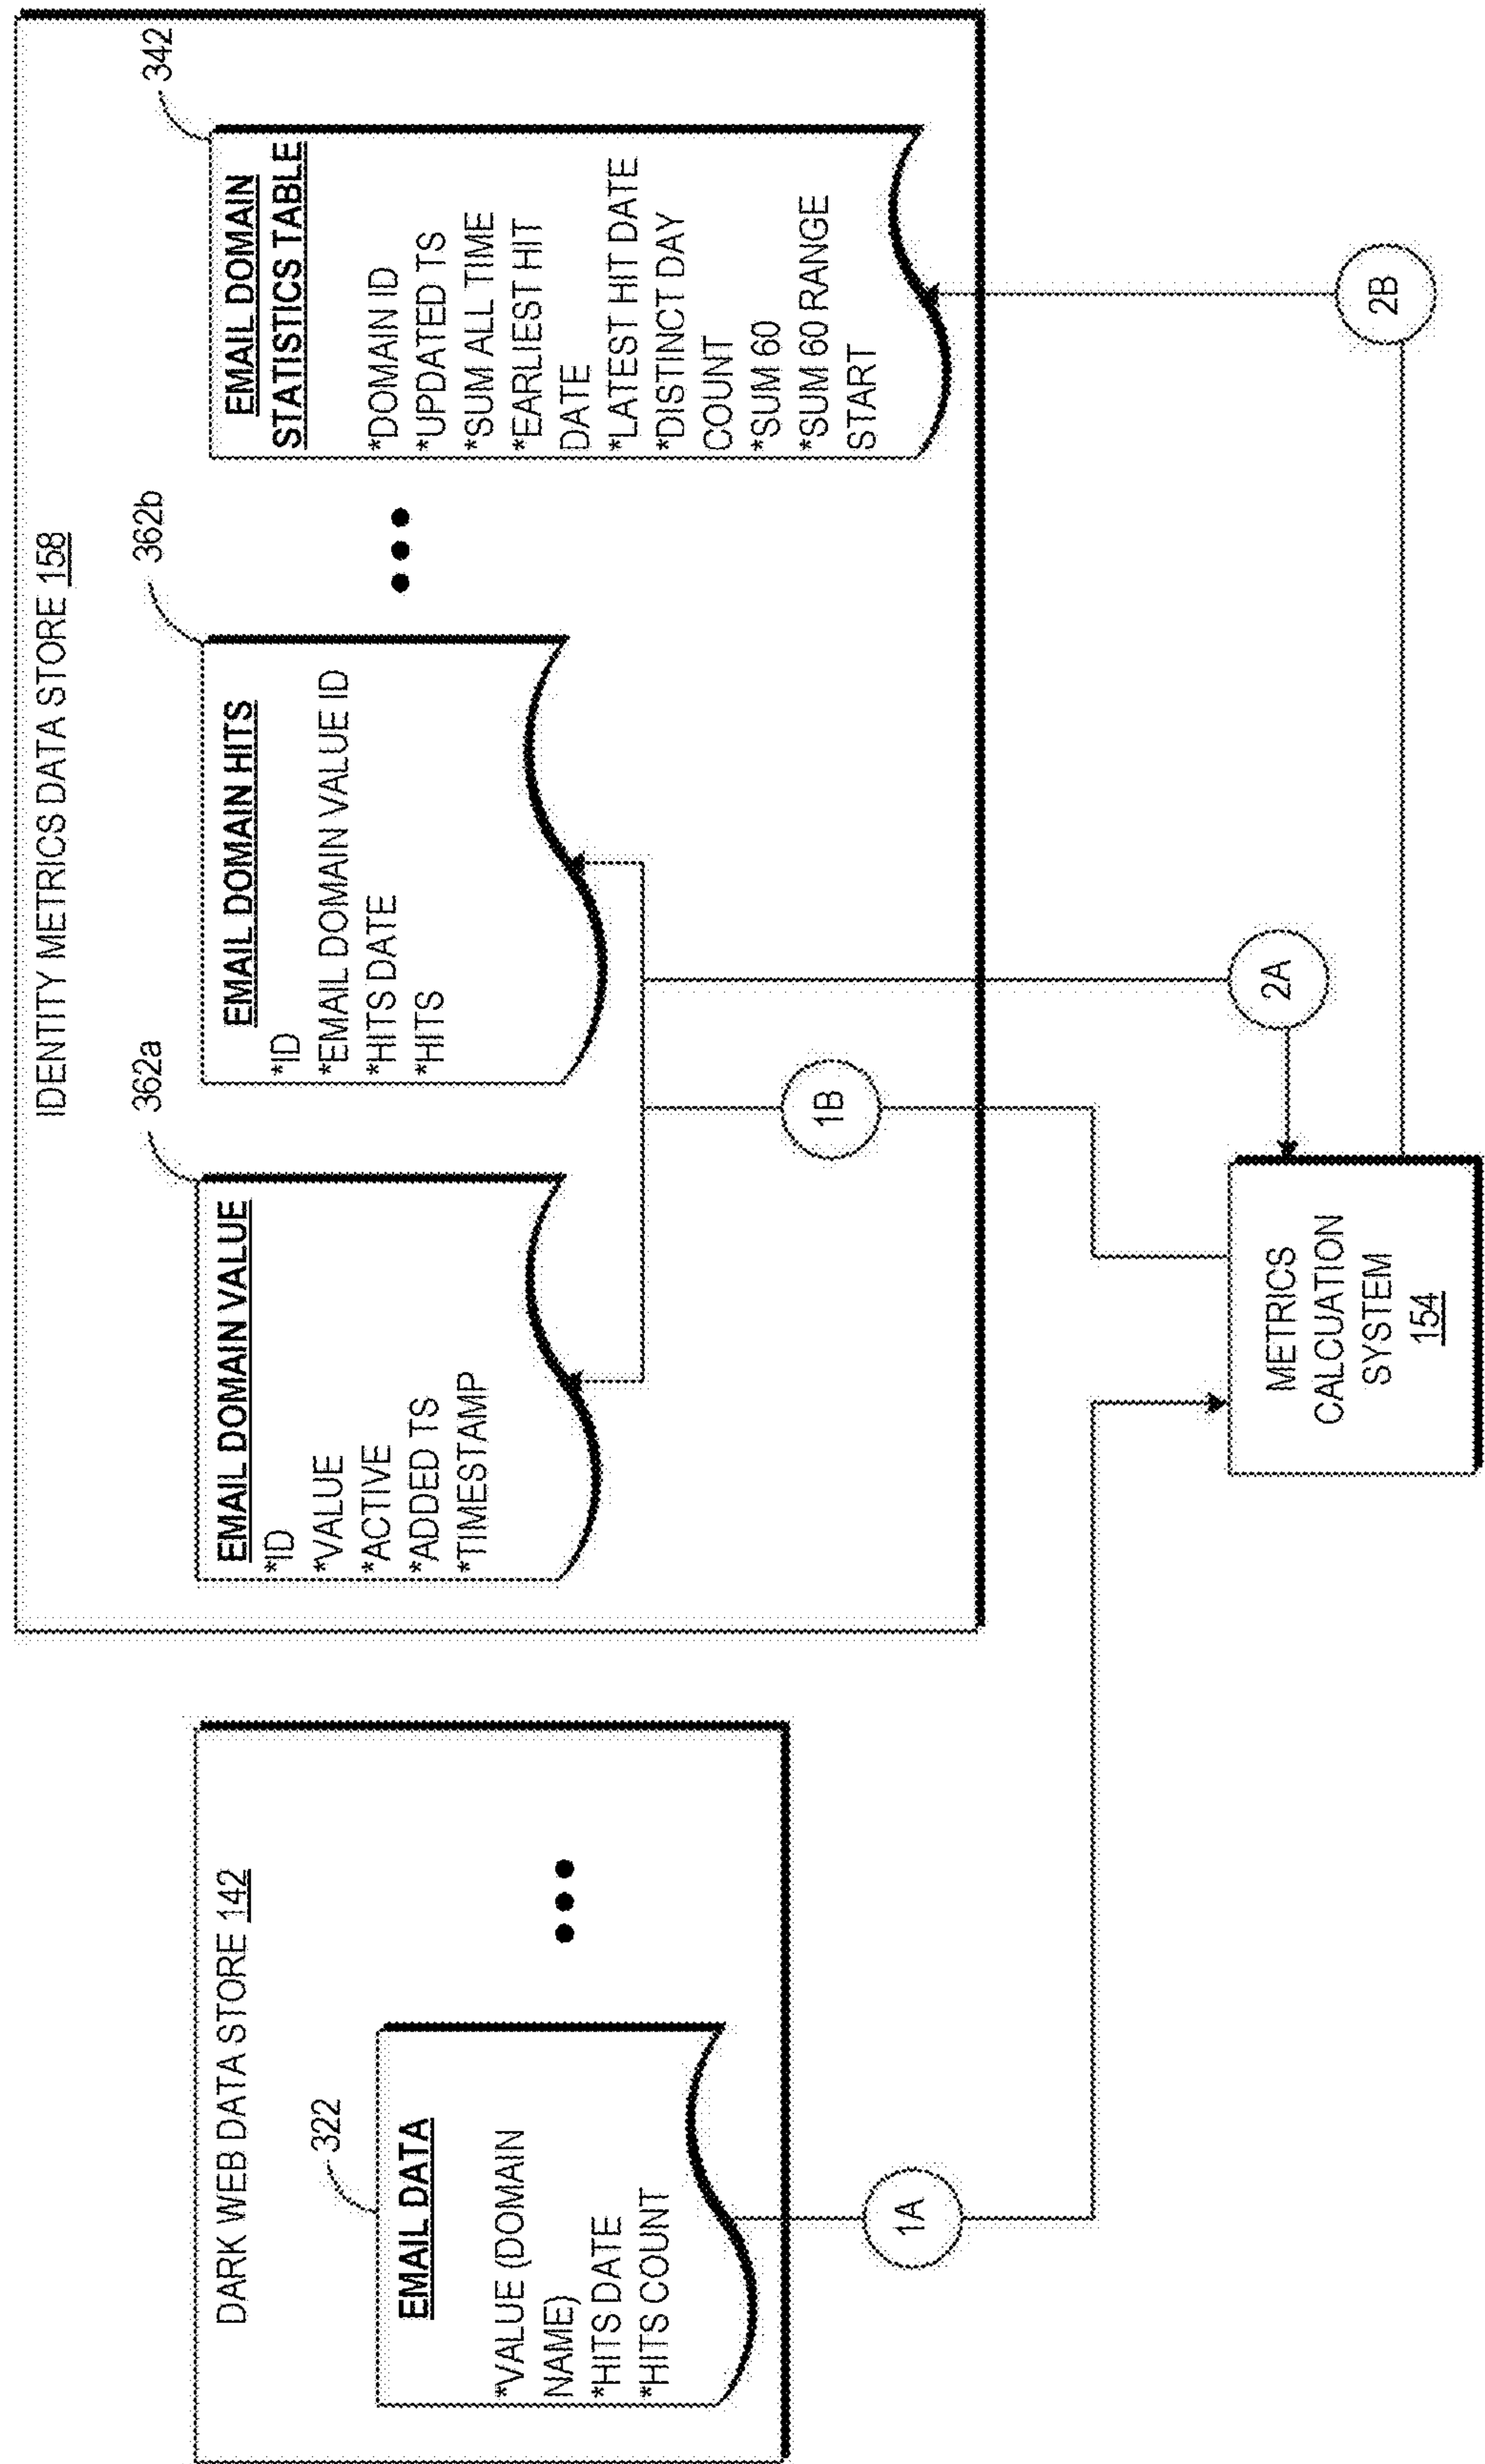 DARK WEB DATA STORE 142
322
EMAIL DATA
*VALUE (DOMAIN
NAME)
*HITS DATE
*HITS COUNT
1A
IDENTITY METRICS DATA STORE 158
362a
EMAIL DOMAIN VALUE
*ID
*VALUE
*ACTIVE
*ADDED TS
*TIMESTAMP
362b
EMAIL DOMAIN HITS
*ID
*EMAIL DOMAIN VALUE ID
*HITS DATE
*HITS
342
EMAIL DOMAIN
STATISTICS TABLE
*DOMAIN ID
*UPDATED TS
*SUM ALL TIME
*EARLIEST HIT
DATE
*LATEST HIT DATE
*DISTINCT DAY
COUNT
*SUM 60
*SUM 60 RANGE
START
1B
2A
2B
METRICS
CALCUATION
SYSTEM
154